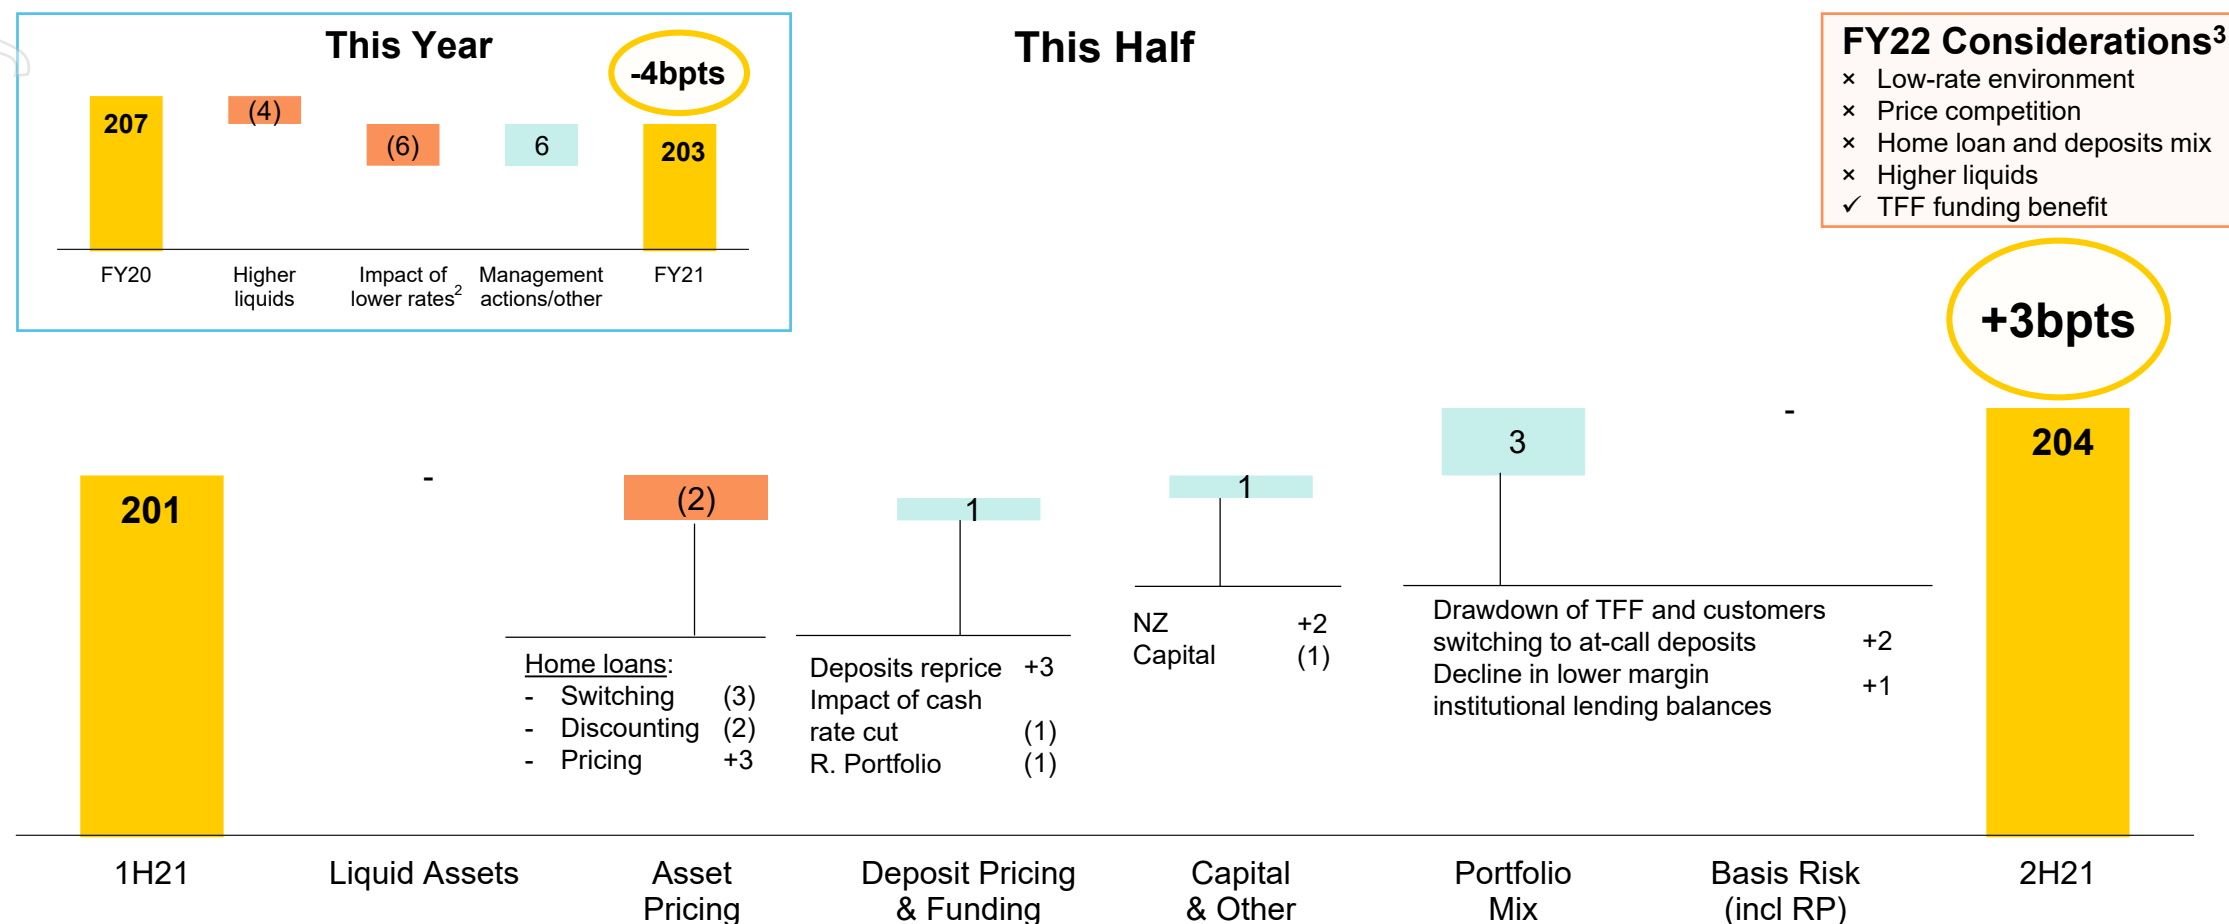 This Year
-4bpts
207
(4)
(6)
6
203
FY20
Higher
liquids
Impact of
lower rates2
Management
actions/other
FY21
This Half
FY22 Considerations3
× Low-rate environment
× Price competition
× Home loan and deposits mix
× Higher liquids
✓ TFF funding benefit
+3bpts
201
-
(2)
1
1
3
-
204
Home loans:
- Switching (3)
- Discounting (2)
- Pricing +3
Deposits reprice +3
Impact of cash
rate cut (1)
R. Portfolio (1)
NZ +2
Capital (1)
Drawdown of TFF and customers
switching to at-call deposits +2
Decline in lower margin
institutional lending balances +1
1H21
Liquid Assets
Asset
Pricing
Deposit Pricing
& Funding
Capital
& Other
Portfolio
Mix
Basis Risk
(incl RP)
2H21